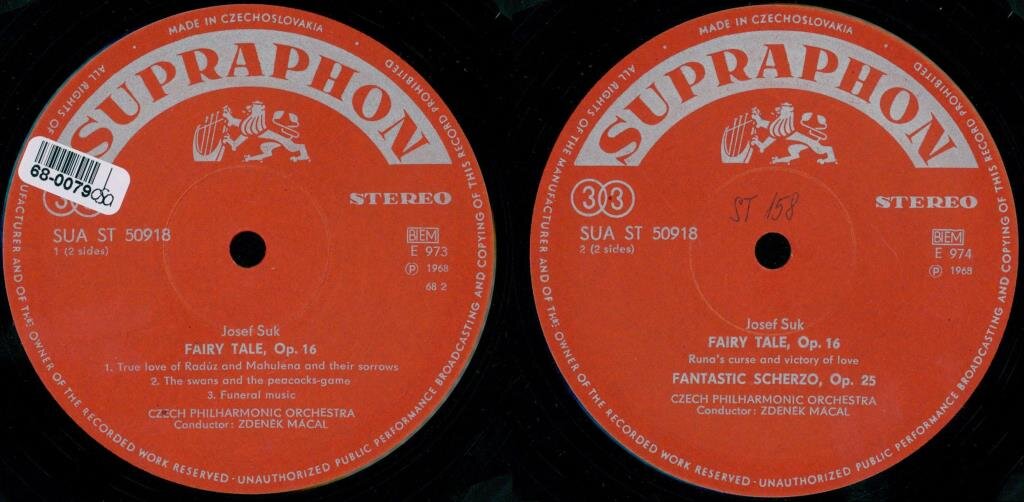 MADE IN CZECHOSLOVAKIA
ALL RIGHTS OF
UFACTURER AND OF THE OWNER OF THE RECORDED WORK RESERVED - UNAUTHORIZED PUBLIC PERFORMANCE BROADCASTING AND COPYING OF THIS RECORD PROHIBITED
SUPRAPHON
68-0079
STEREO
SUA ST 50918
1 (2 sides)
BIEM
E 973
Ⓟ 1968
68 2
Josef Suk
FAIRY TALE, Op. 16
1. True love of Radúz and Mahulena and their sorrows
2. The swans and the peacocks-game
3. Funeral music
CZECH PHILHARMONIC ORCHESTRA
Conductor: ZDENEK MÁCAL
MADE IN CZECHOSLOVAKIA
ALL RIGHTS OF THE MANUFACTURER AND OF THE OWNER OF THE RECORDED WORK RESERVED - UNAUTHORIZED PUBLIC PERFORMANCE BROADCASTING AND COPYING OF THIS RECORD PROHIBITED
SUPRAPHON
33
ST 158
STEREO
SUA ST 50918
2 (2 sides)
BIEM
E 974
Ⓟ 1968
Josef Suk
FAIRY TALE, Op. 16
Runa's curse and victory of love
FANTASTIC SCHERZO, Op. 25
CZECH PHILHARMONIC ORCHESTRA
Conductor: ZDENEK MÁCAL